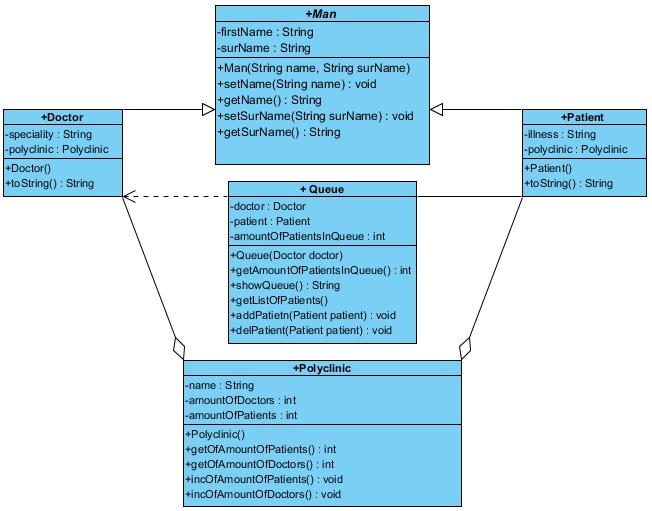 +Man
-firstName : String
-surName : String
+Man(String name, String surName)
+setName(String name) : void
+getName() : String
+setSurName(String surName) : void
+getSurName() : String
+Doctor
-speciality : String
-polyclinic : Polyclinic
+Doctor()
+toString() : String
+Patient
-illness : String
-polyclinic : Polyclinic
+Patient()
+toString() : String
+ Queue
-doctor : Doctor
-patient : Patient
-amountOfPatientsInQueue : int
+Queue(Doctor doctor)
+getAmountOfPatientsInQueue() : int
+showQueue() : String
+getListOfPatients()
+addPatietn(Patient patient) : void
+delPatient(Patient patient) : void
+Polyclinic
-name : String
-amountOfDoctors : int
-amountOfPatients : int
+Polyclinic()
+getOfAmountOfPatients() : int
+getOfAmountOfDoctors() : int
+incOfAmountOfPatients() : void
+incOfAmountOfDoctors() : void